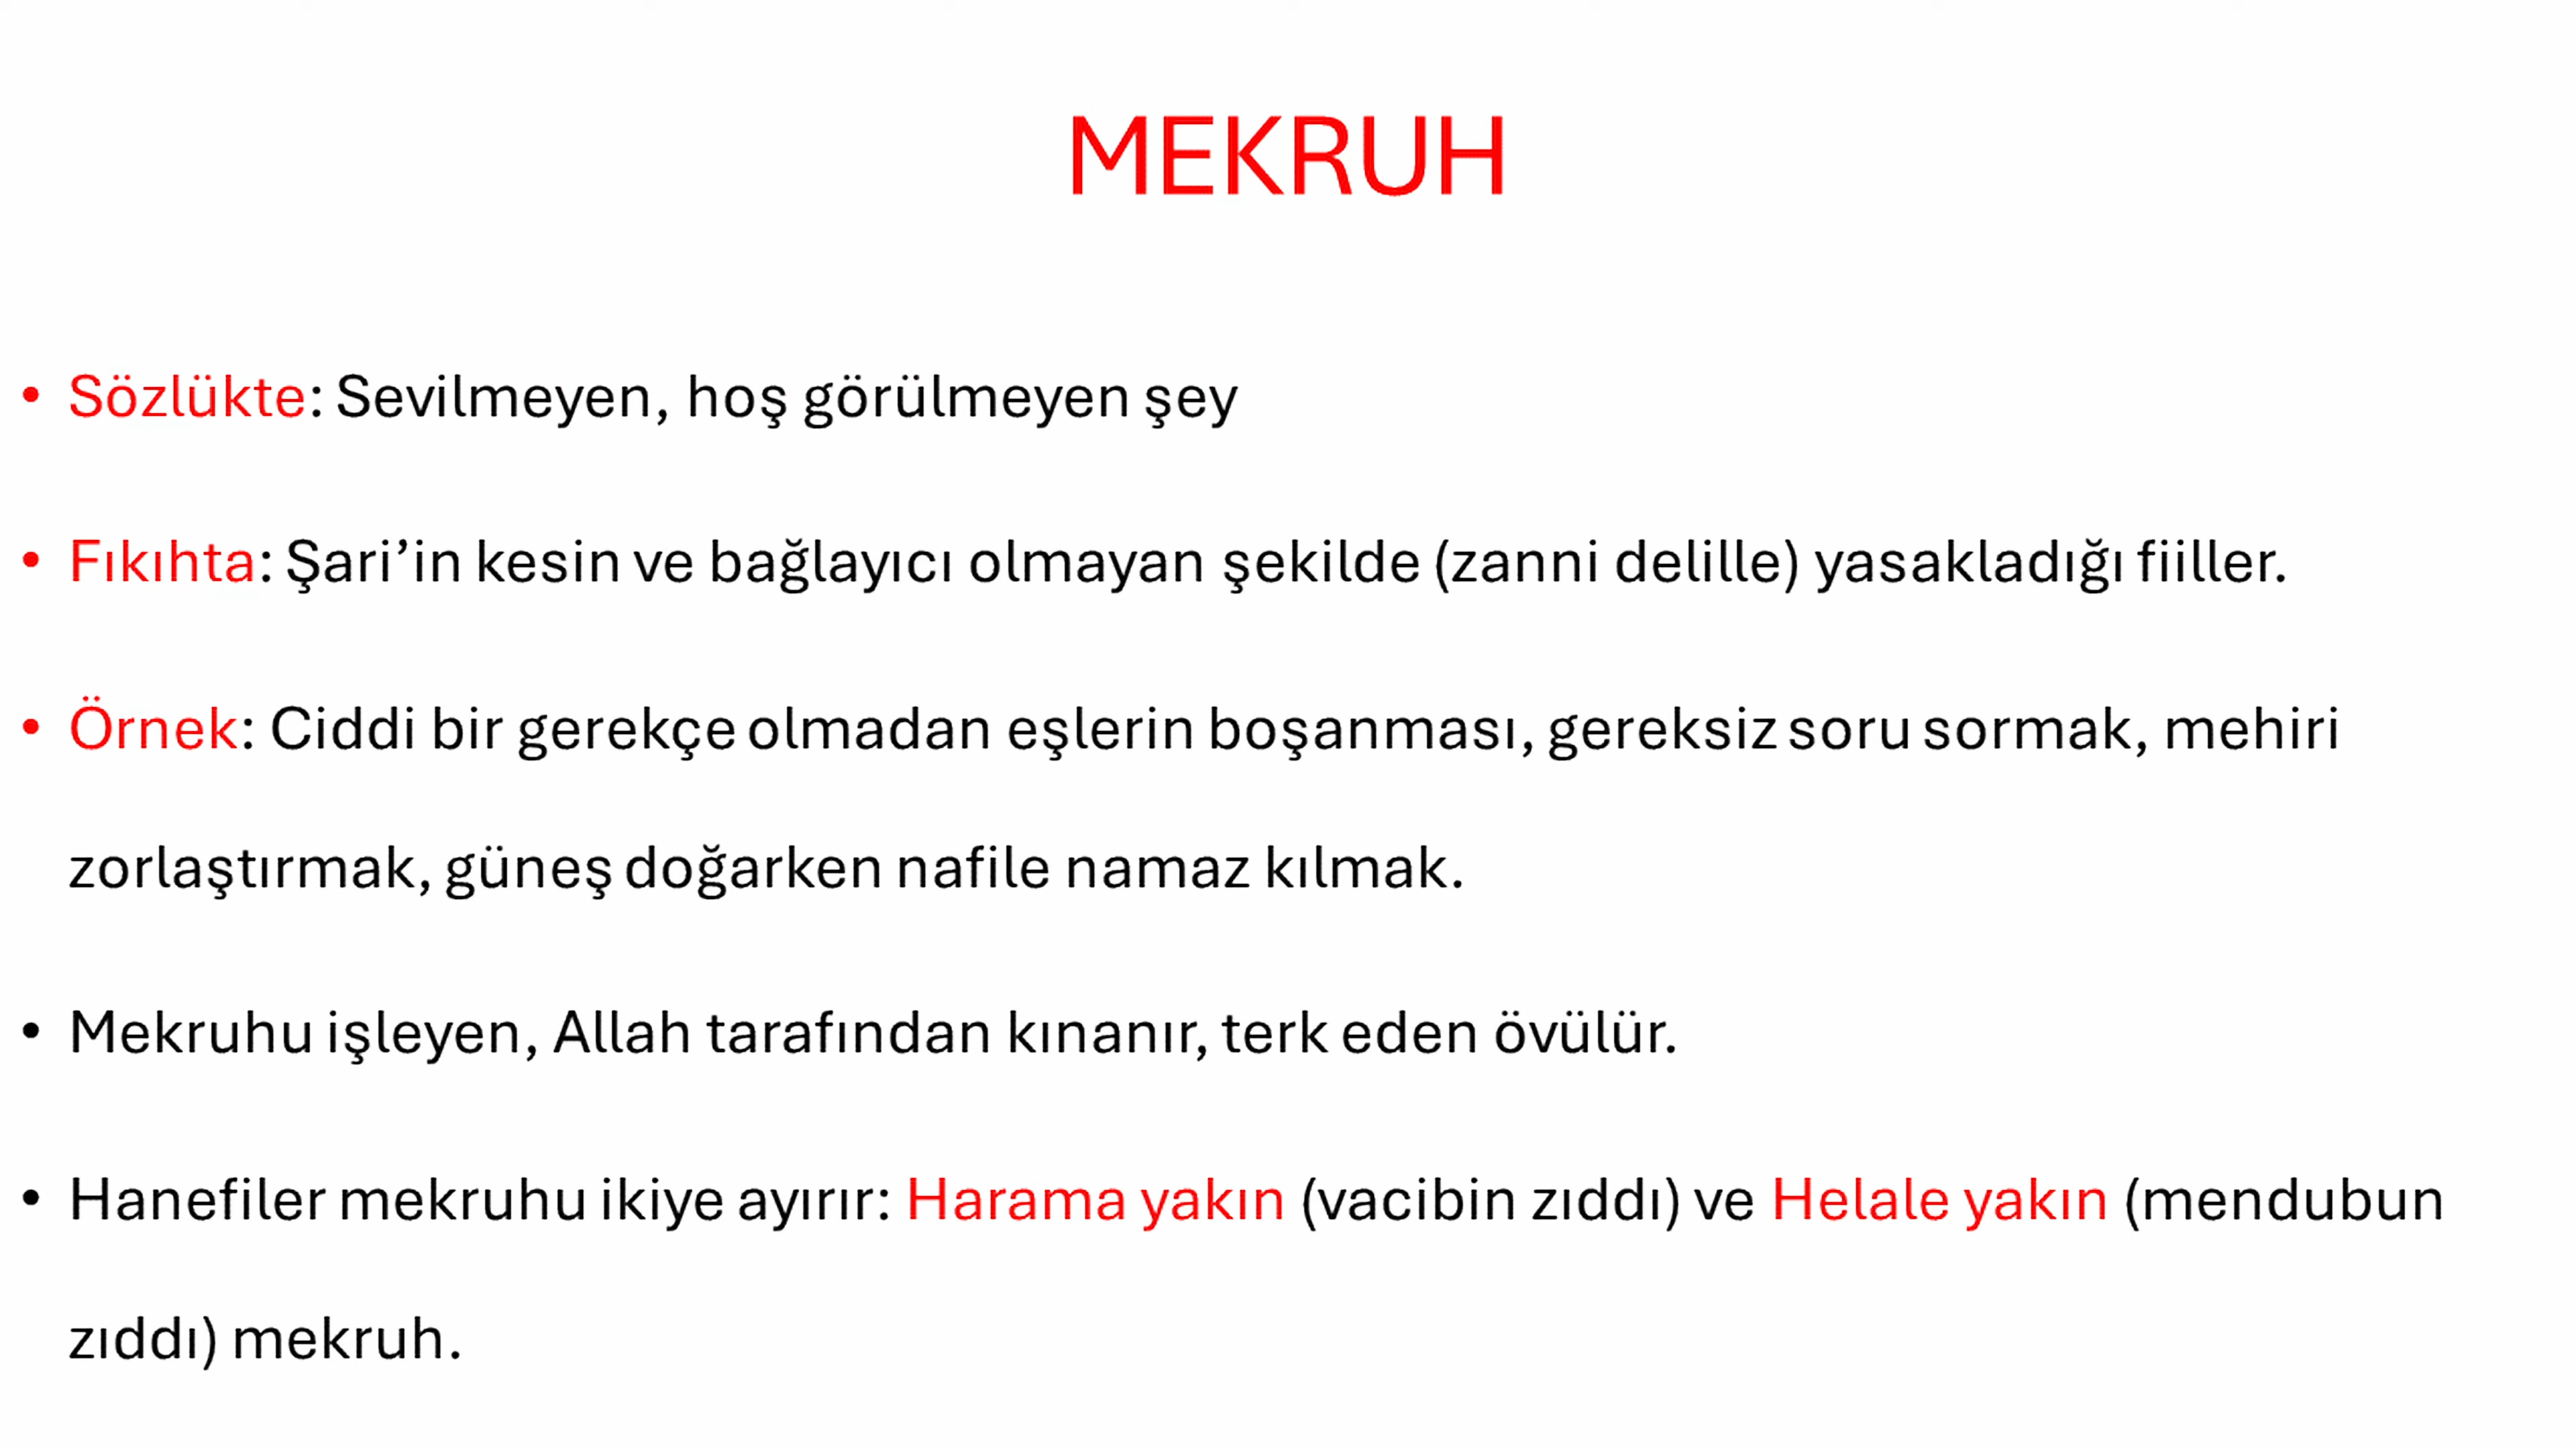 MEKRUH
• Sözlükte: Sevilmeyen, hoş görülmeyen şey
• Fıkıhta: Şari’in kesin ve bağlayıcı olmayan şekilde (zanni delille) yasakladığı fiiller.
• Örnek: Ciddi bir gerekçe olmadan eşlerin boşanması, gereksiz soru sormak, mehiri
zorlaştırmak, güneş doğarken nafile namaz kılmak.
• Mekruhu işleyen, Allah tarafından kınanır, terk eden övülür.
• Hanefiler mekruhu ikiye ayırır: Harama yakın (vacibin zıddı) ve Helale yakın (mendubun
zıddı) mekruh.